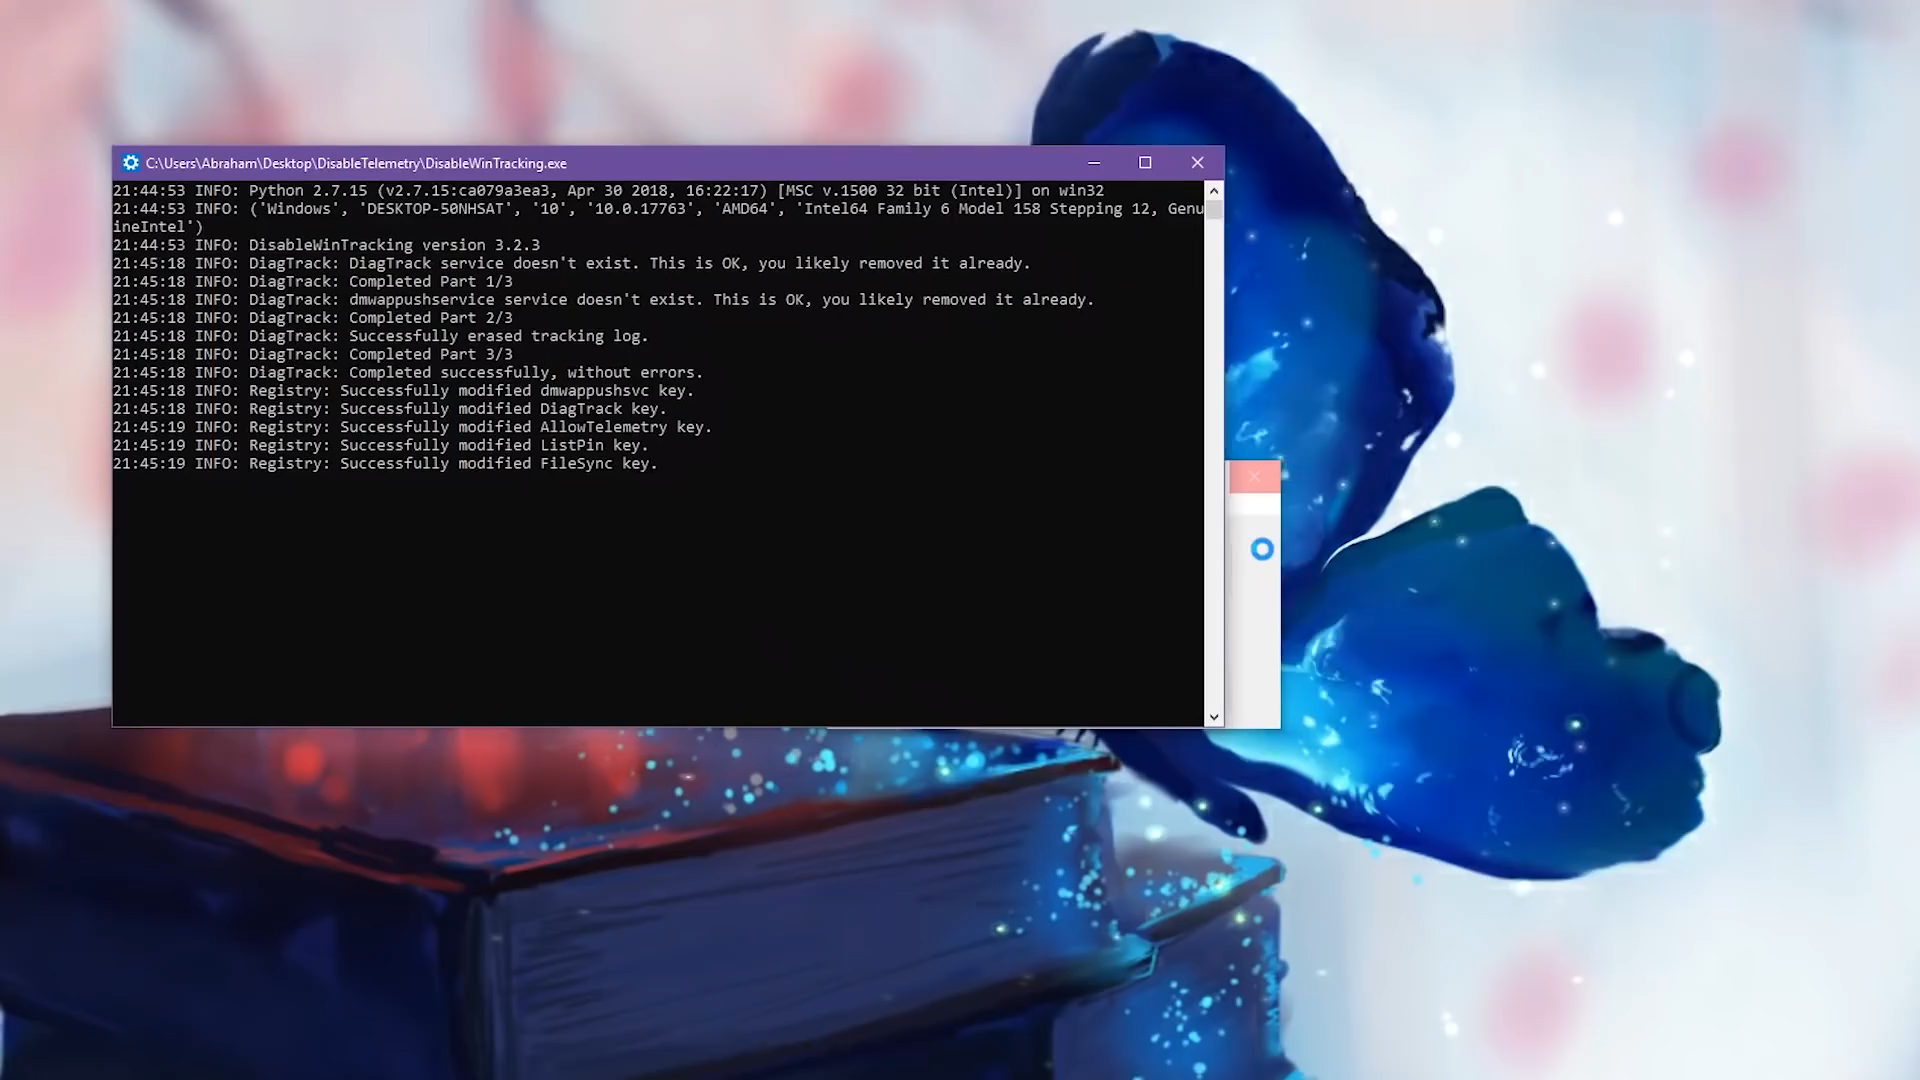 C:\Users\Abraham\Desktop\DisableTelemetry\DisableWinTracking.exe
21:44:53 INFO: Python 2.7.15 (v2.7.15:ca079a3ea3, Apr 30 2018, 16:22:17) [MSC v.1500 32 bit (Intel)] on win32
21:44:53 INFO: ('Windows', 'DESKTOP-50NHSAT', '10', '10.0.17763', 'AMD64', 'Intel64 Family 6 Model 158 Stepping 12, Genu
ineIntel')
21:44:53 INFO: DisableWinTracking version 3.2.3
21:45:18 INFO: DiagTrack: DiagTrack service doesn't exist. This is OK, you likely removed it already.
21:45:18 INFO: DiagTrack: Completed Part 1/3
21:45:18 INFO: DiagTrack: dmwappushservice service doesn't exist. This is OK, you likely removed it already.
21:45:18 INFO: DiagTrack: Completed Part 2/3
21:45:18 INFO: DiagTrack: Successfully erased tracking log.
21:45:18 INFO: DiagTrack: Completed Part 3/3
21:45:18 INFO: DiagTrack: Completed successfully, without errors.
21:45:18 INFO: Registry: Successfully modified dmwappushsvc key.
21:45:18 INFO: Registry: Successfully modified DiagTrack key.
21:45:19 INFO: Registry: Successfully modified AllowTelemetry key.
21:45:19 INFO: Registry: Successfully modified ListPin key.
21:45:19 INFO: Registry: Successfully modified FileSync key.